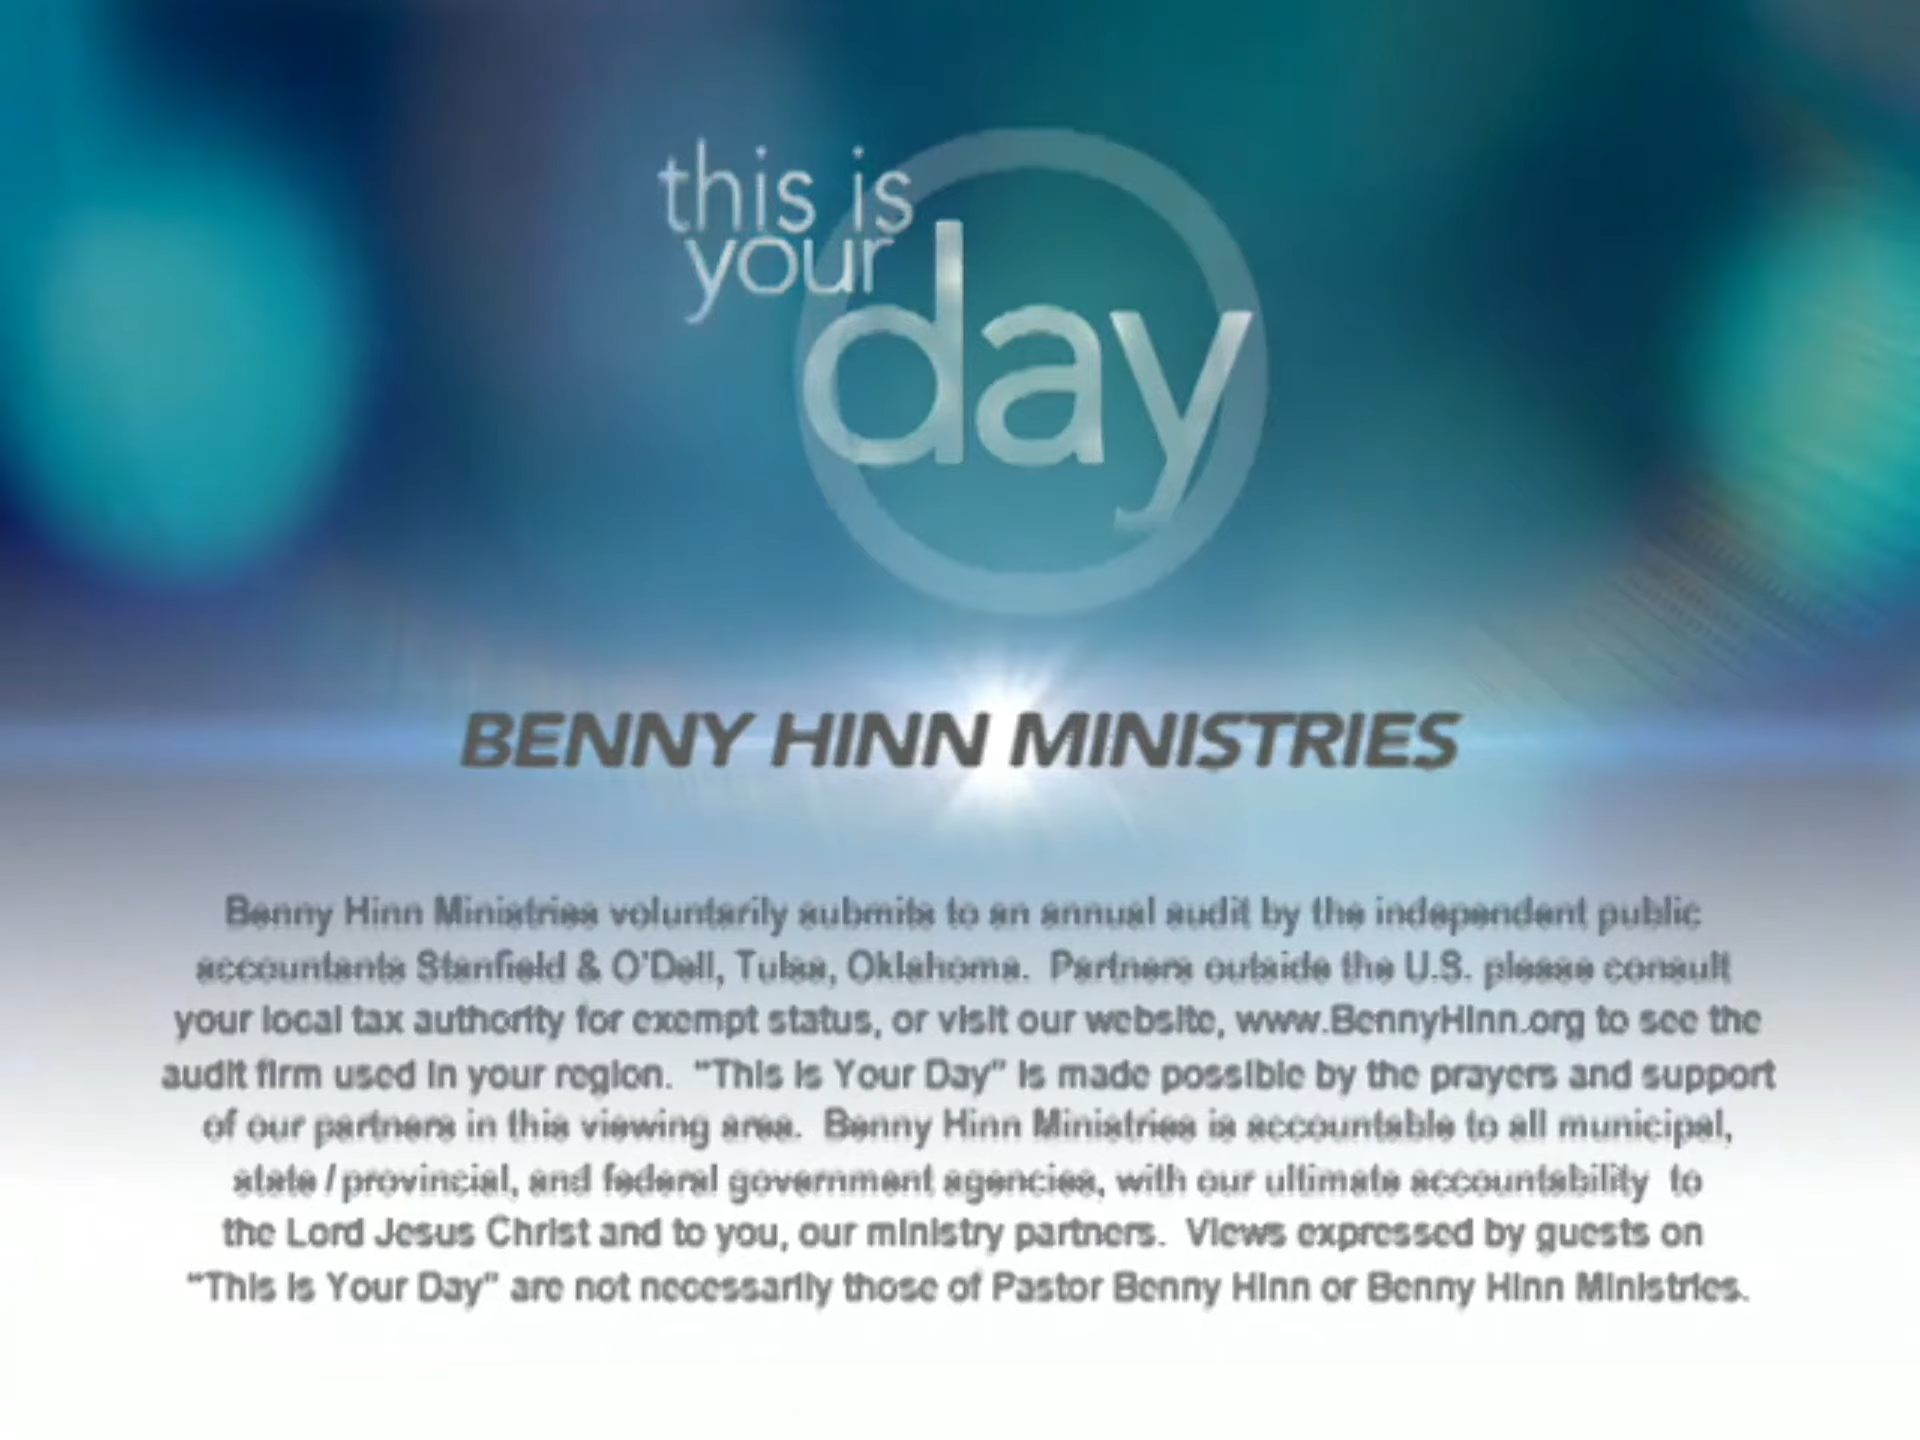 this is
your
day
BENNY HINN MINISTRIES
Benny Hinn Ministries voluntarily submits to an annual audit by the independent public
accountants Stanfield & O'Dell, Tulsa, Oklahoma. Partners outside the U.S. please consult
your local tax authority for exempt status, or visit our website, www.BennyHinn.org to see the
audit firm used in your region. "This Is Your Day" is made possible by the prayers and support
of our partners in this viewing area. Benny Hinn Ministries is accountable to all municipal,
state / provincial, and federal government agencies, with our ultimate accountability to
the Lord Jesus Christ and to you, our ministry partners. Views expressed by guests on
"This Is Your Day" are not necessarily those of Pastor Benny Hinn or Benny Hinn Ministries.